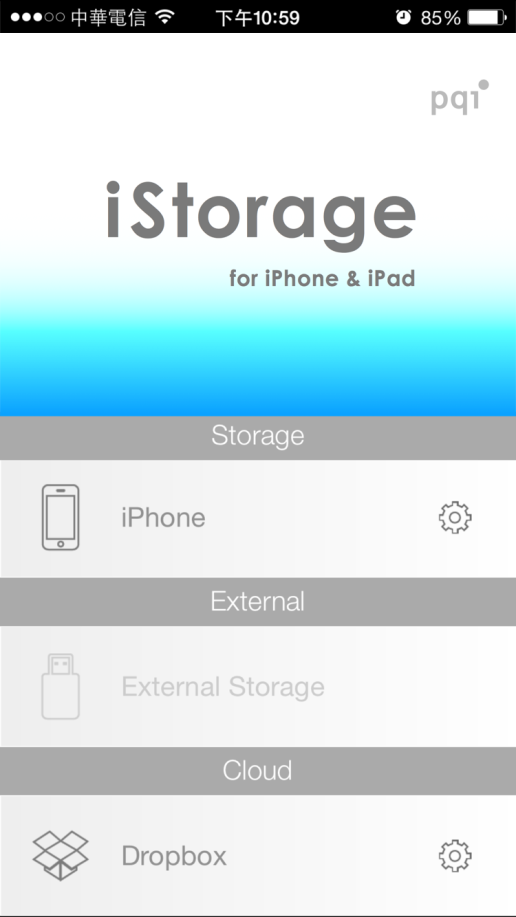 中華電信 下午10:59 85%
pqi
iStorage
for iPhone & iPad
Storage
iPhone
External
External Storage
Cloud
Dropbox